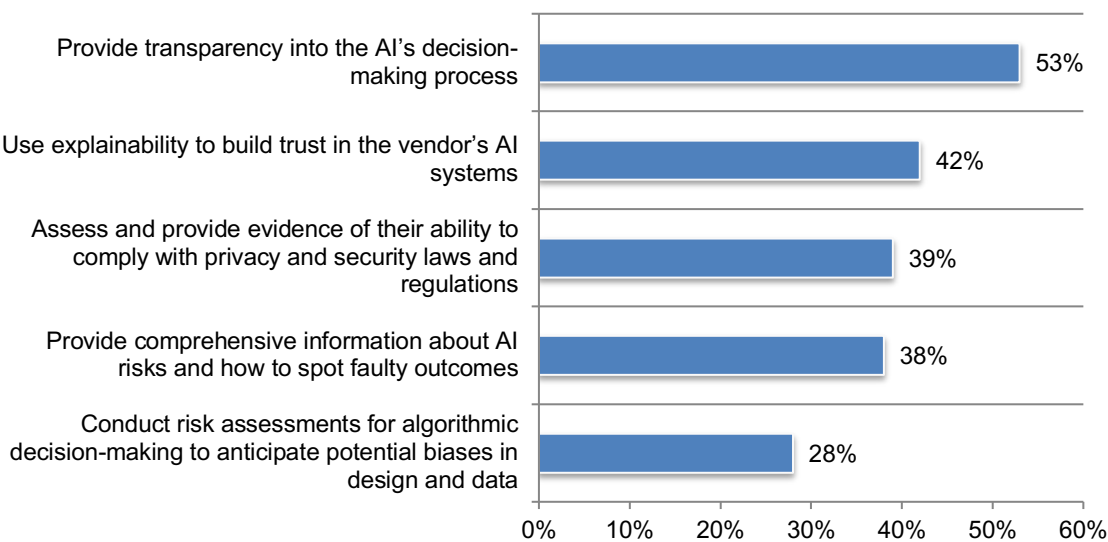 Provide transparency into the AI’s decision-
making process
53%
Use explainability to build trust in the vendor’s AI
systems
42%
Assess and provide evidence of their ability to
comply with privacy and security laws and
regulations
39%
Provide comprehensive information about AI
risks and how to spot faulty outcomes
38%
Conduct risk assessments for algorithmic
decision-making to anticipate potential biases in
design and data
28%
0% 10% 20% 30% 40% 50% 60%